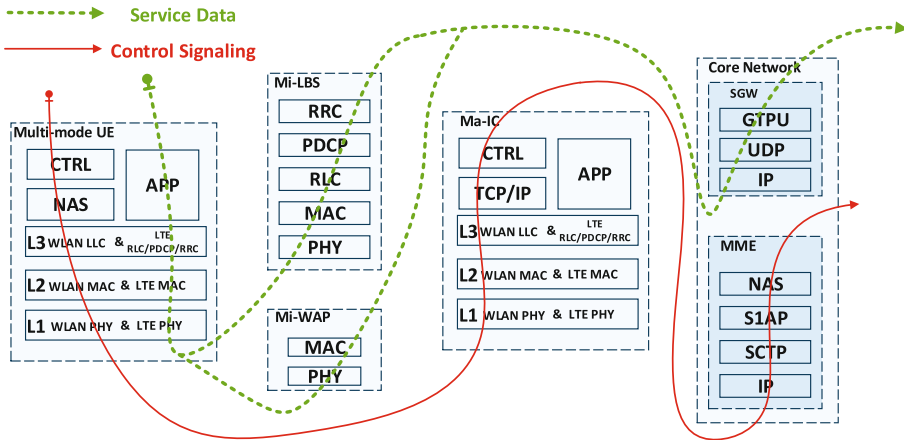 Service Data
Control Signaling
Multi-mode UE
CTRL
NAS
APP
L3 WLAN LLC & LTE RLC/PDCP/RRC
L2 WLAN MAC & LTE MAC
L1 WLAN PHY & LTE PHY
Mi-LBS
RRC
PDCP
RLC
MAC
PHY
Mi-WAP
MAC
PHY
Ma-IC
CTRL
TCP/IP
APP
L3 WLAN LLC & LTE RLC/PDCP/RRC
L2 WLAN MAC & LTE MAC
L1 WLAN PHY & LTE PHY
Core Network
SGW
GTPU
UDP
IP
MME
NAS
S1AP
SCTP
IP